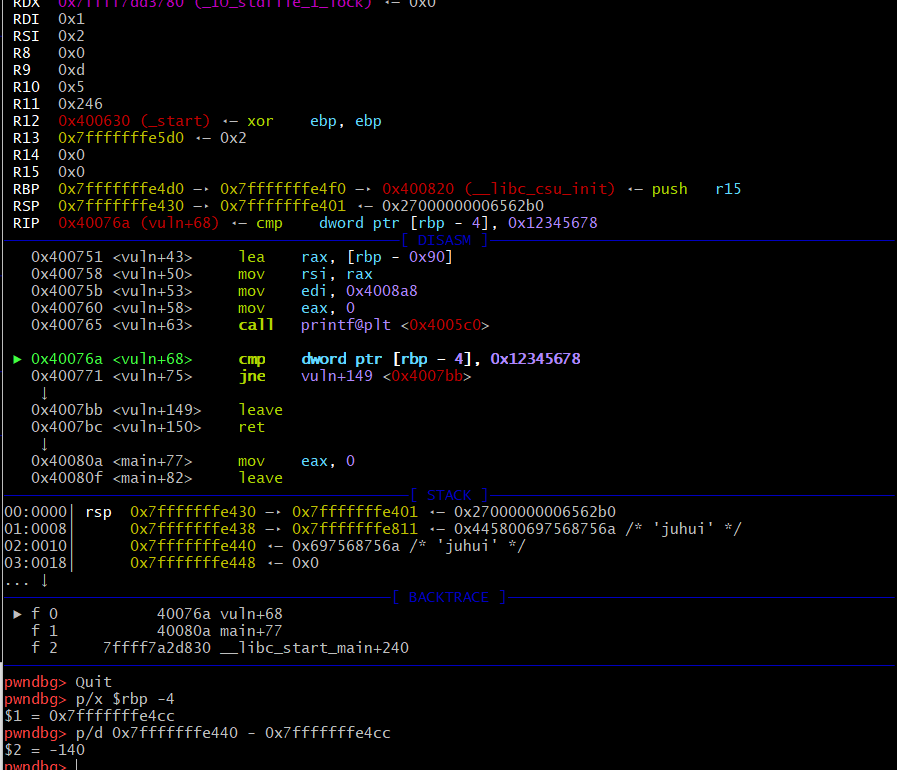 RDX 0x7ffff7dd3780 (_IO_stdfile_1_lock) ◂— 0x0
RDI 0x1
RSI 0x2
R8 0x0
R9 0xd
R10 0x5
R11 0x246
R12 0x400630 (_start) ◂— xor ebp, ebp
R13 0x7fffffffe5d0 ◂— 0x2
R14 0x0
R15 0x0
RBP 0x7fffffffe4d0 —▸ 0x7fffffffe4f0 —▸ 0x400820 (__libc_csu_init) ◂— push r15
RSP 0x7fffffffe430 —▸ 0x7fffffffe401 ◂— 0x27000000006562b0
RIP 0x40076a (vuln+68) ◂— cmp dword ptr [rbp - 4], 0x12345678
[ DISASM ]
0x400751 <vuln+43> lea rax, [rbp - 0x90]
0x400758 <vuln+50> mov rsi, rax
0x40075b <vuln+53> mov edi, 0x4008a8
0x400760 <vuln+58> mov eax, 0
0x400765 <vuln+63> call printf@plt <0x4005c0>
► 0x40076a <vuln+68> cmp dword ptr [rbp - 4], 0x12345678
0x400771 <vuln+75> jne vuln+149 <0x4007bb>
↓
0x4007bb <vuln+149> leave
0x4007bc <vuln+150> ret
↓
0x40080a <main+77> mov eax, 0
0x40080f <main+82> leave
[ STACK ]
00:0000│ rsp 0x7fffffffe430 —▸ 0x7fffffffe401 ◂— 0x27000000006562b0
01:0008│ 0x7fffffffe438 —▸ 0x7fffffffe811 ◂— 0x445800697568756a /* 'juhui' */
02:0010│ 0x7fffffffe440 ◂— 0x697568756a /* 'juhui' */
03:0018│ 0x7fffffffe448 ◂— 0x0
... ↓
[ BACKTRACE ]
► f 0 40076a vuln+68
f 1 40080a main+77
f 2 7ffff7a2d830 __libc_start_main+240
pwndbg> Quit
pwndbg> p/x $rbp -4
$1 = 0x7fffffffe4cc
pwndbg> p/d 0x7fffffffe440 - 0x7fffffffe4cc
$2 = -140
pwndbg>